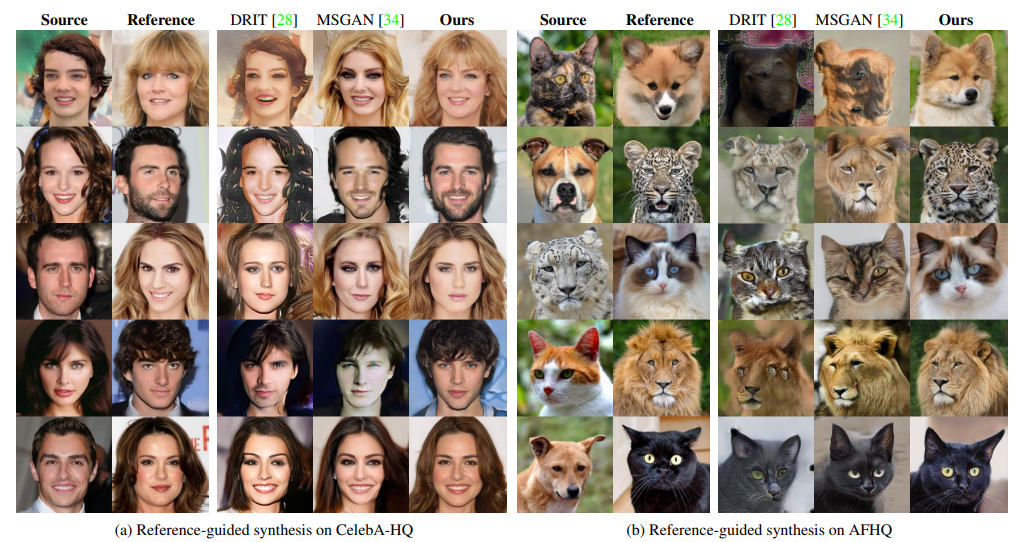 Source Reference DRIT [28] MSGAN [34] Ours Source Reference DRIT [28] MSGAN [34] Ours
(a) Reference-guided synthesis on CelebA-HQ
(b) Reference-guided synthesis on AFHQ